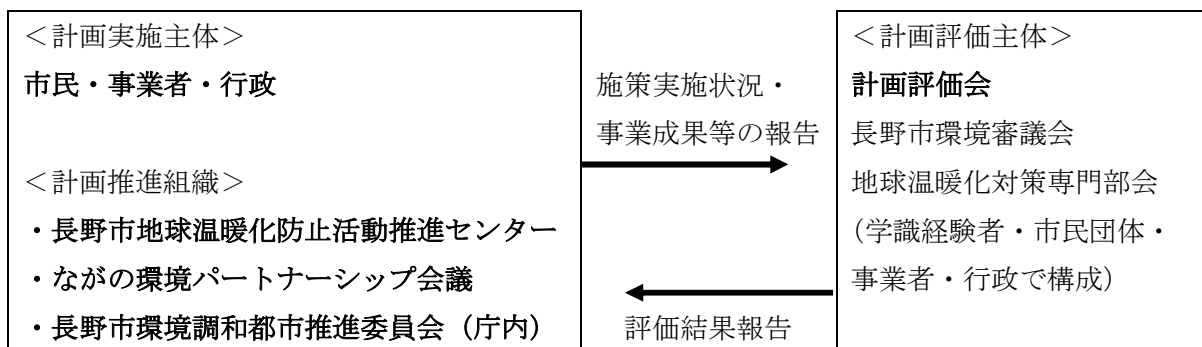 ＜計画実施主体＞
市民・事業者・行政
＜計画推進組織＞
・長野市地球温暖化防止活動推進センター
・ながの環境パートナーシップ会議
・長野市環境調和都市推進委員会（庁内）
施策実施状況・
事業成果等の報告
評価結果報告
＜計画評価主体＞
計画評価会
長野市環境審議会
地球温暖化対策専門部会
（学識経験者・市民団体・
事業者・行政で構成）